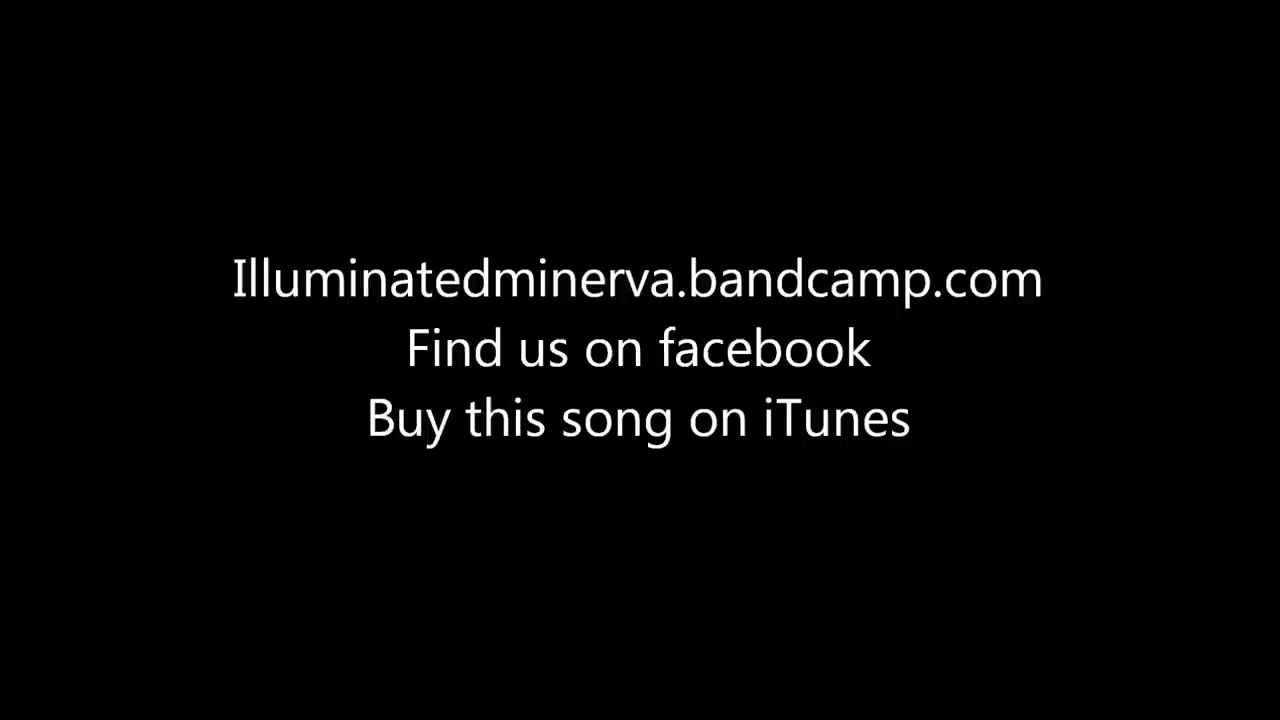 Illuminatedminerva.bandcamp.com
Find us on facebook
Buy this song on iTunes